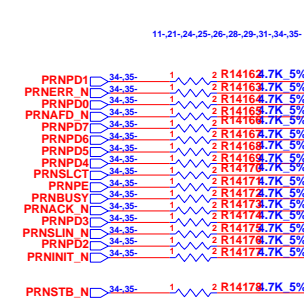 11-,21-,24-,25-,26-,28-,29-,31-,34-,35-
PRNPD1 34-,35- 1 2 R14162 4.7K_5%
PRNERR_N 34-,35- 1 2 R14163 4.7K_5%
PRNPD0 34-,35- 1 2 R14164 4.7K_5%
PRNAFD_N 34-,35- 1 2 R14165 4.7K_5%
PRNPD7 34-,35- 1 2 R14166 4.7K_5%
PRNPD6 34-,35- 1 2 R14167 4.7K_5%
PRNPD5 34-,35- 1 2 R14168 4.7K_5%
PRNPD4 34-,35- 1 2 R14169 4.7K_5%
PRNSLCT 34-,35- 1 2 R14170 4.7K_5%
PRNPE 34-,35- 1 2 R14171 4.7K_5%
PRNBUSY 34-,35- 1 2 R14172 4.7K_5%
PRNACK_N 34-,35- 1 2 R14173 4.7K_5%
PRNPD3 34-,35- 1 2 R14174 4.7K_5%
PRNSLIN_N 34-,35- 1 2 R14175 4.7K_5%
PRNPD2 34-,35- 1 2 R14176 4.7K_5%
PRNINIT_N 34-,35- 1 2 R14177 4.7K_5%
PRNSTB_N 34-,35- 1 2 R14178 4.7K_5%